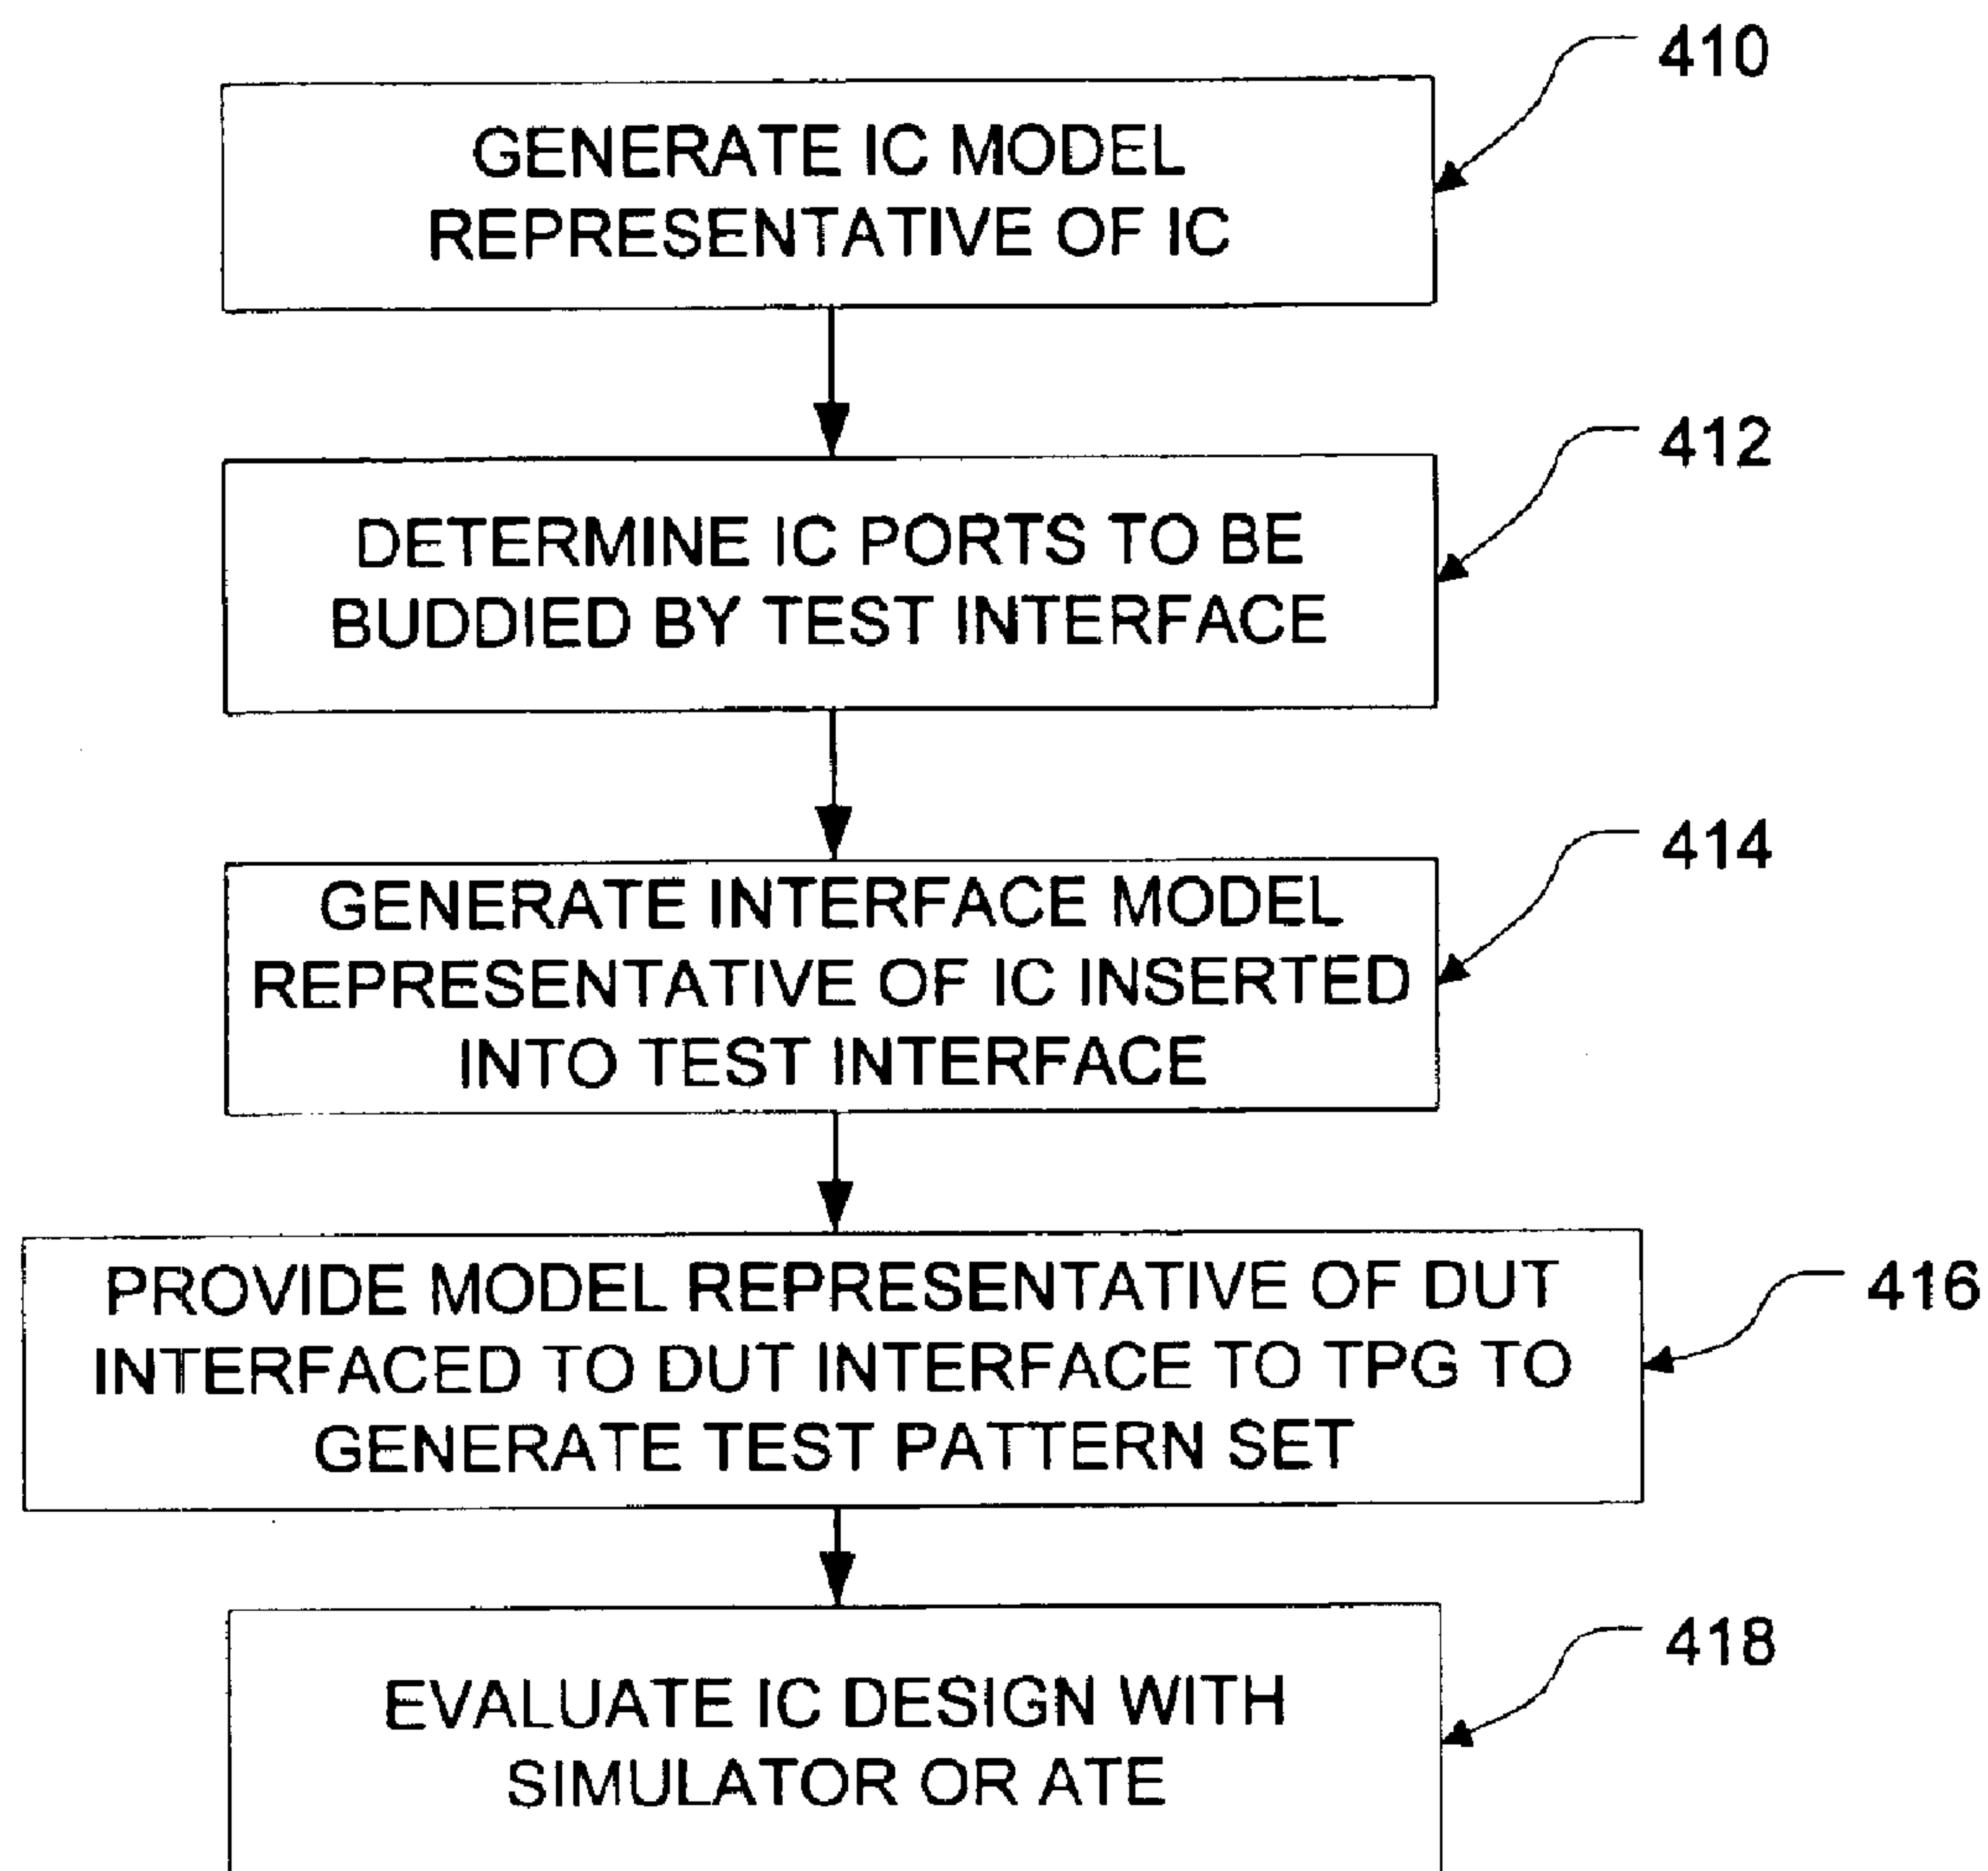 410
GENERATE IC MODEL
REPRESENTATIVE OF IC
412
DETERMINE IC PORTS TO BE
BUDDIED BY TEST INTERFACE
414
GENERATE INTERFACE MODEL
REPRESENTATIVE OF IC INSERTED
INTO TEST INTERFACE
416
PROVIDE MODEL REPRESENTATIVE OF DUT
INTERFACED TO DUT INTERFACE TO TPG TO
GENERATE TEST PATTERN SET
418
EVALUATE IC DESIGN WITH
SIMULATOR OR ATE